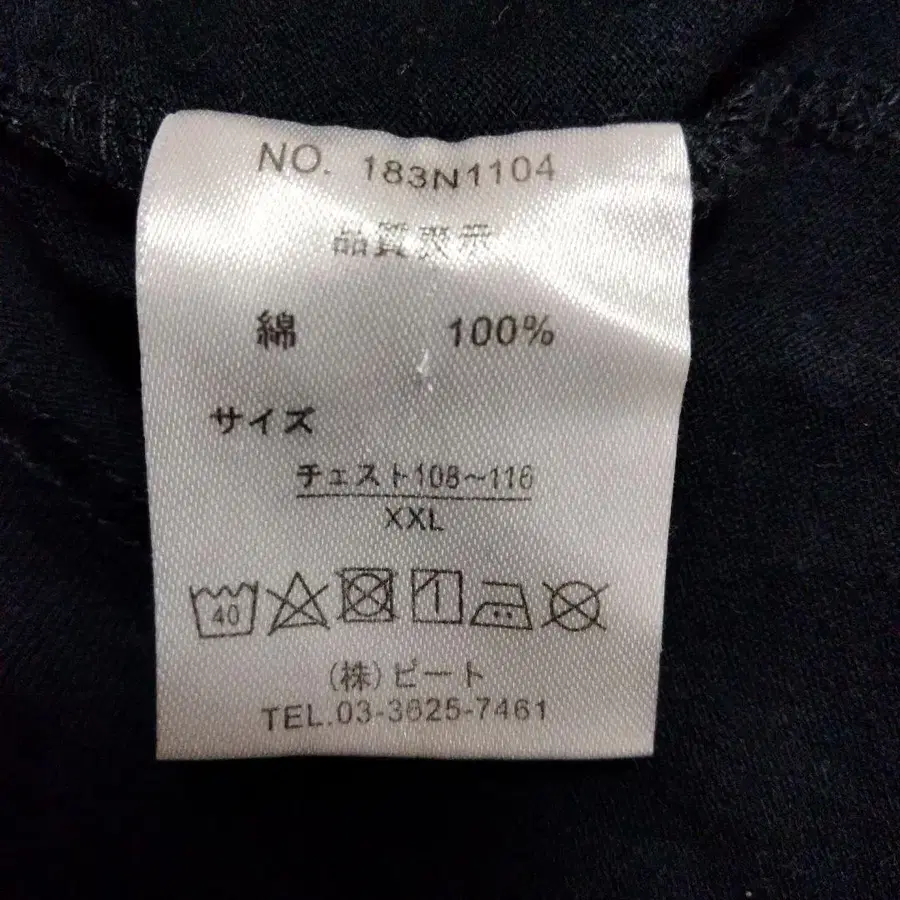 NO. 183N1104
品質表示
綿 100%
サイズ
チェスト108～116
XXL
40
(株)ビート
TEL.03-3625-7461